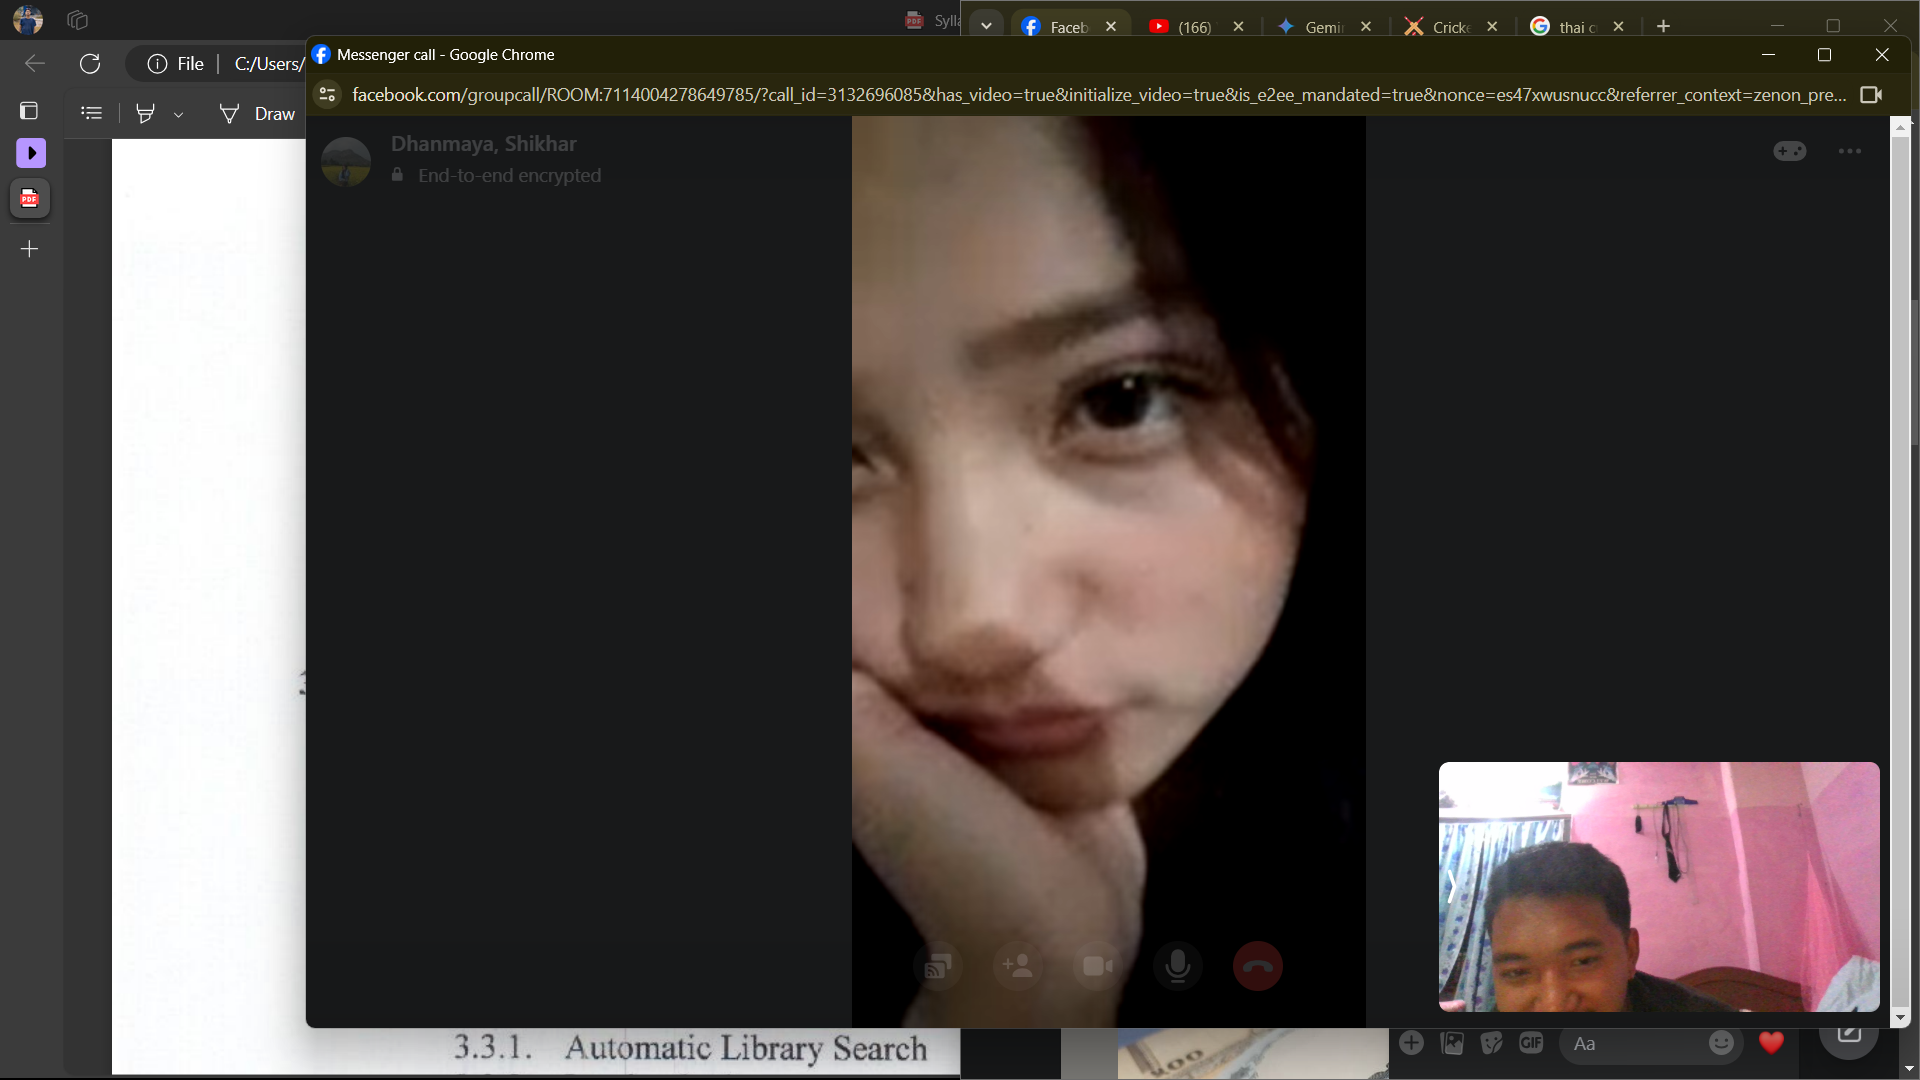 Sylla
Faceb
(166)
Gemi
Cricke
thai c
Messenger call - Google Chrome
File
C:/Users/
facebook.com/groupcall/ROOM:7114004278649785/?call_id=3132696085&has_video=true&initialize_video=true&is_e2ee_mandated=true&nonce=es47xwusnucc&referrer_context=zenon_pre...
Draw
Dhanmaya, Shikhar
End-to-end encrypted
3.3.1. Automatic Library Search
GIF
Aa